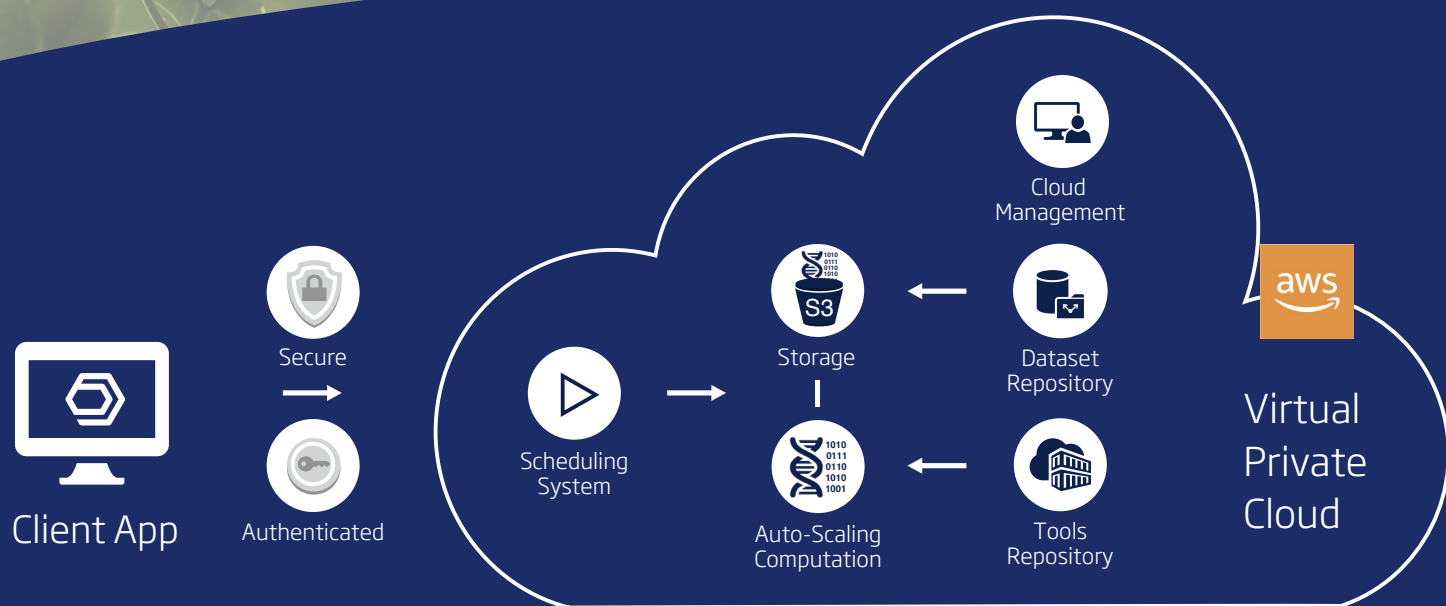 Cloud
Management
aws
1010
0111
0110
1010
S3
Secure
Storage
Dataset
Repository
Virtual
Private
Cloud
Scheduling
System
1010
0111
0110
1010
1001
Client App
Authenticated
Auto-Scaling
Computation
Tools
Repository